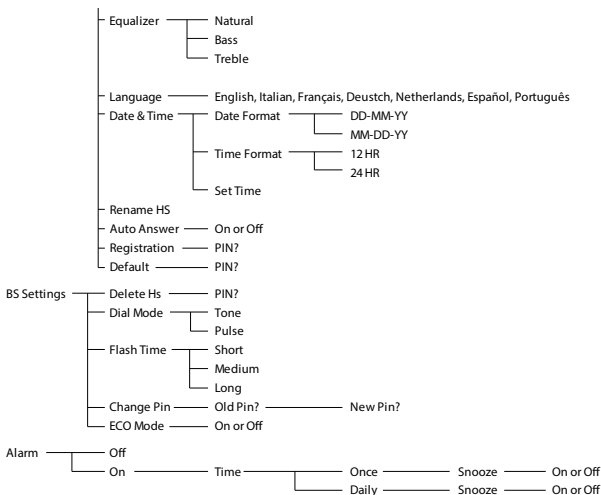 Equalizer Natural
Bass
Treble
Language English, Italian, Français, Deustch, Netherlands, Español, Português
Date & Time Date Format DD-MM-YY
MM-DD-YY
Time Format 12 HR
24 HR
Set Time
Rename HS
Auto Answer On or Off
Registration PIN?
Default PIN?
BS Settings Delete Hs PIN?
Dial Mode Tone
Pulse
Flash Time Short
Medium
Long
Change Pin Old Pin? New Pin?
ECO Mode On or Off
Alarm Off
On Time Once Snooze On or Off
Daily Snooze On or Off